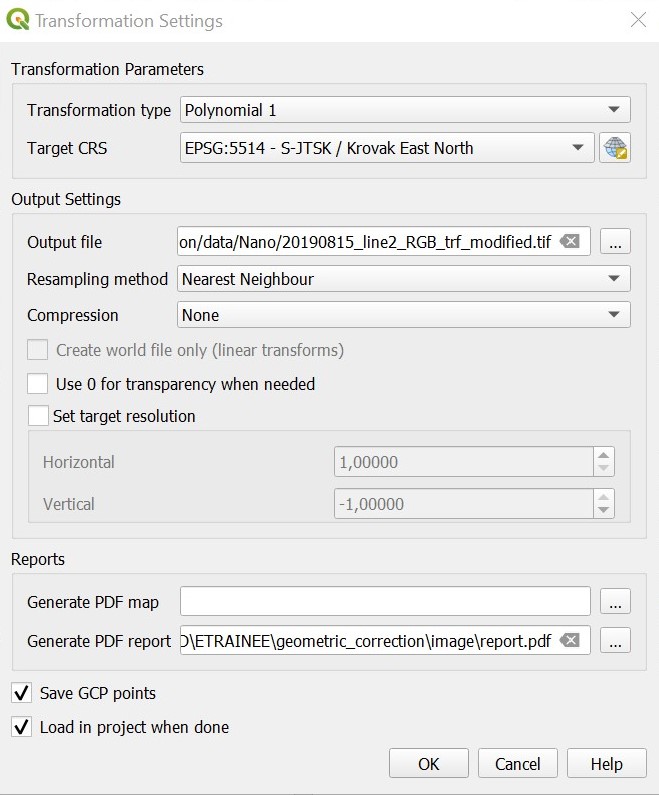 Transformation Settings
Transformation Parameters
Transformation type Polynomial 1
Target CRS EPSG:5514 - S-JTSK / Krovak East North
Output Settings
Output file on/data/Nano/20190815_line2_RGB_trf_modified.tif ...
Resampling method Nearest Neighbour
Compression None
Create world file only (linear transforms)
Use 0 for transparency when needed
Set target resolution
Horizontal 1,00000
Vertical -1,00000
Reports
Generate PDF map ...
Generate PDF report \ETRAINEE\geometric_correction\image\report.pdf ...
Save GCP points
Load in project when done
OK Cancel Help